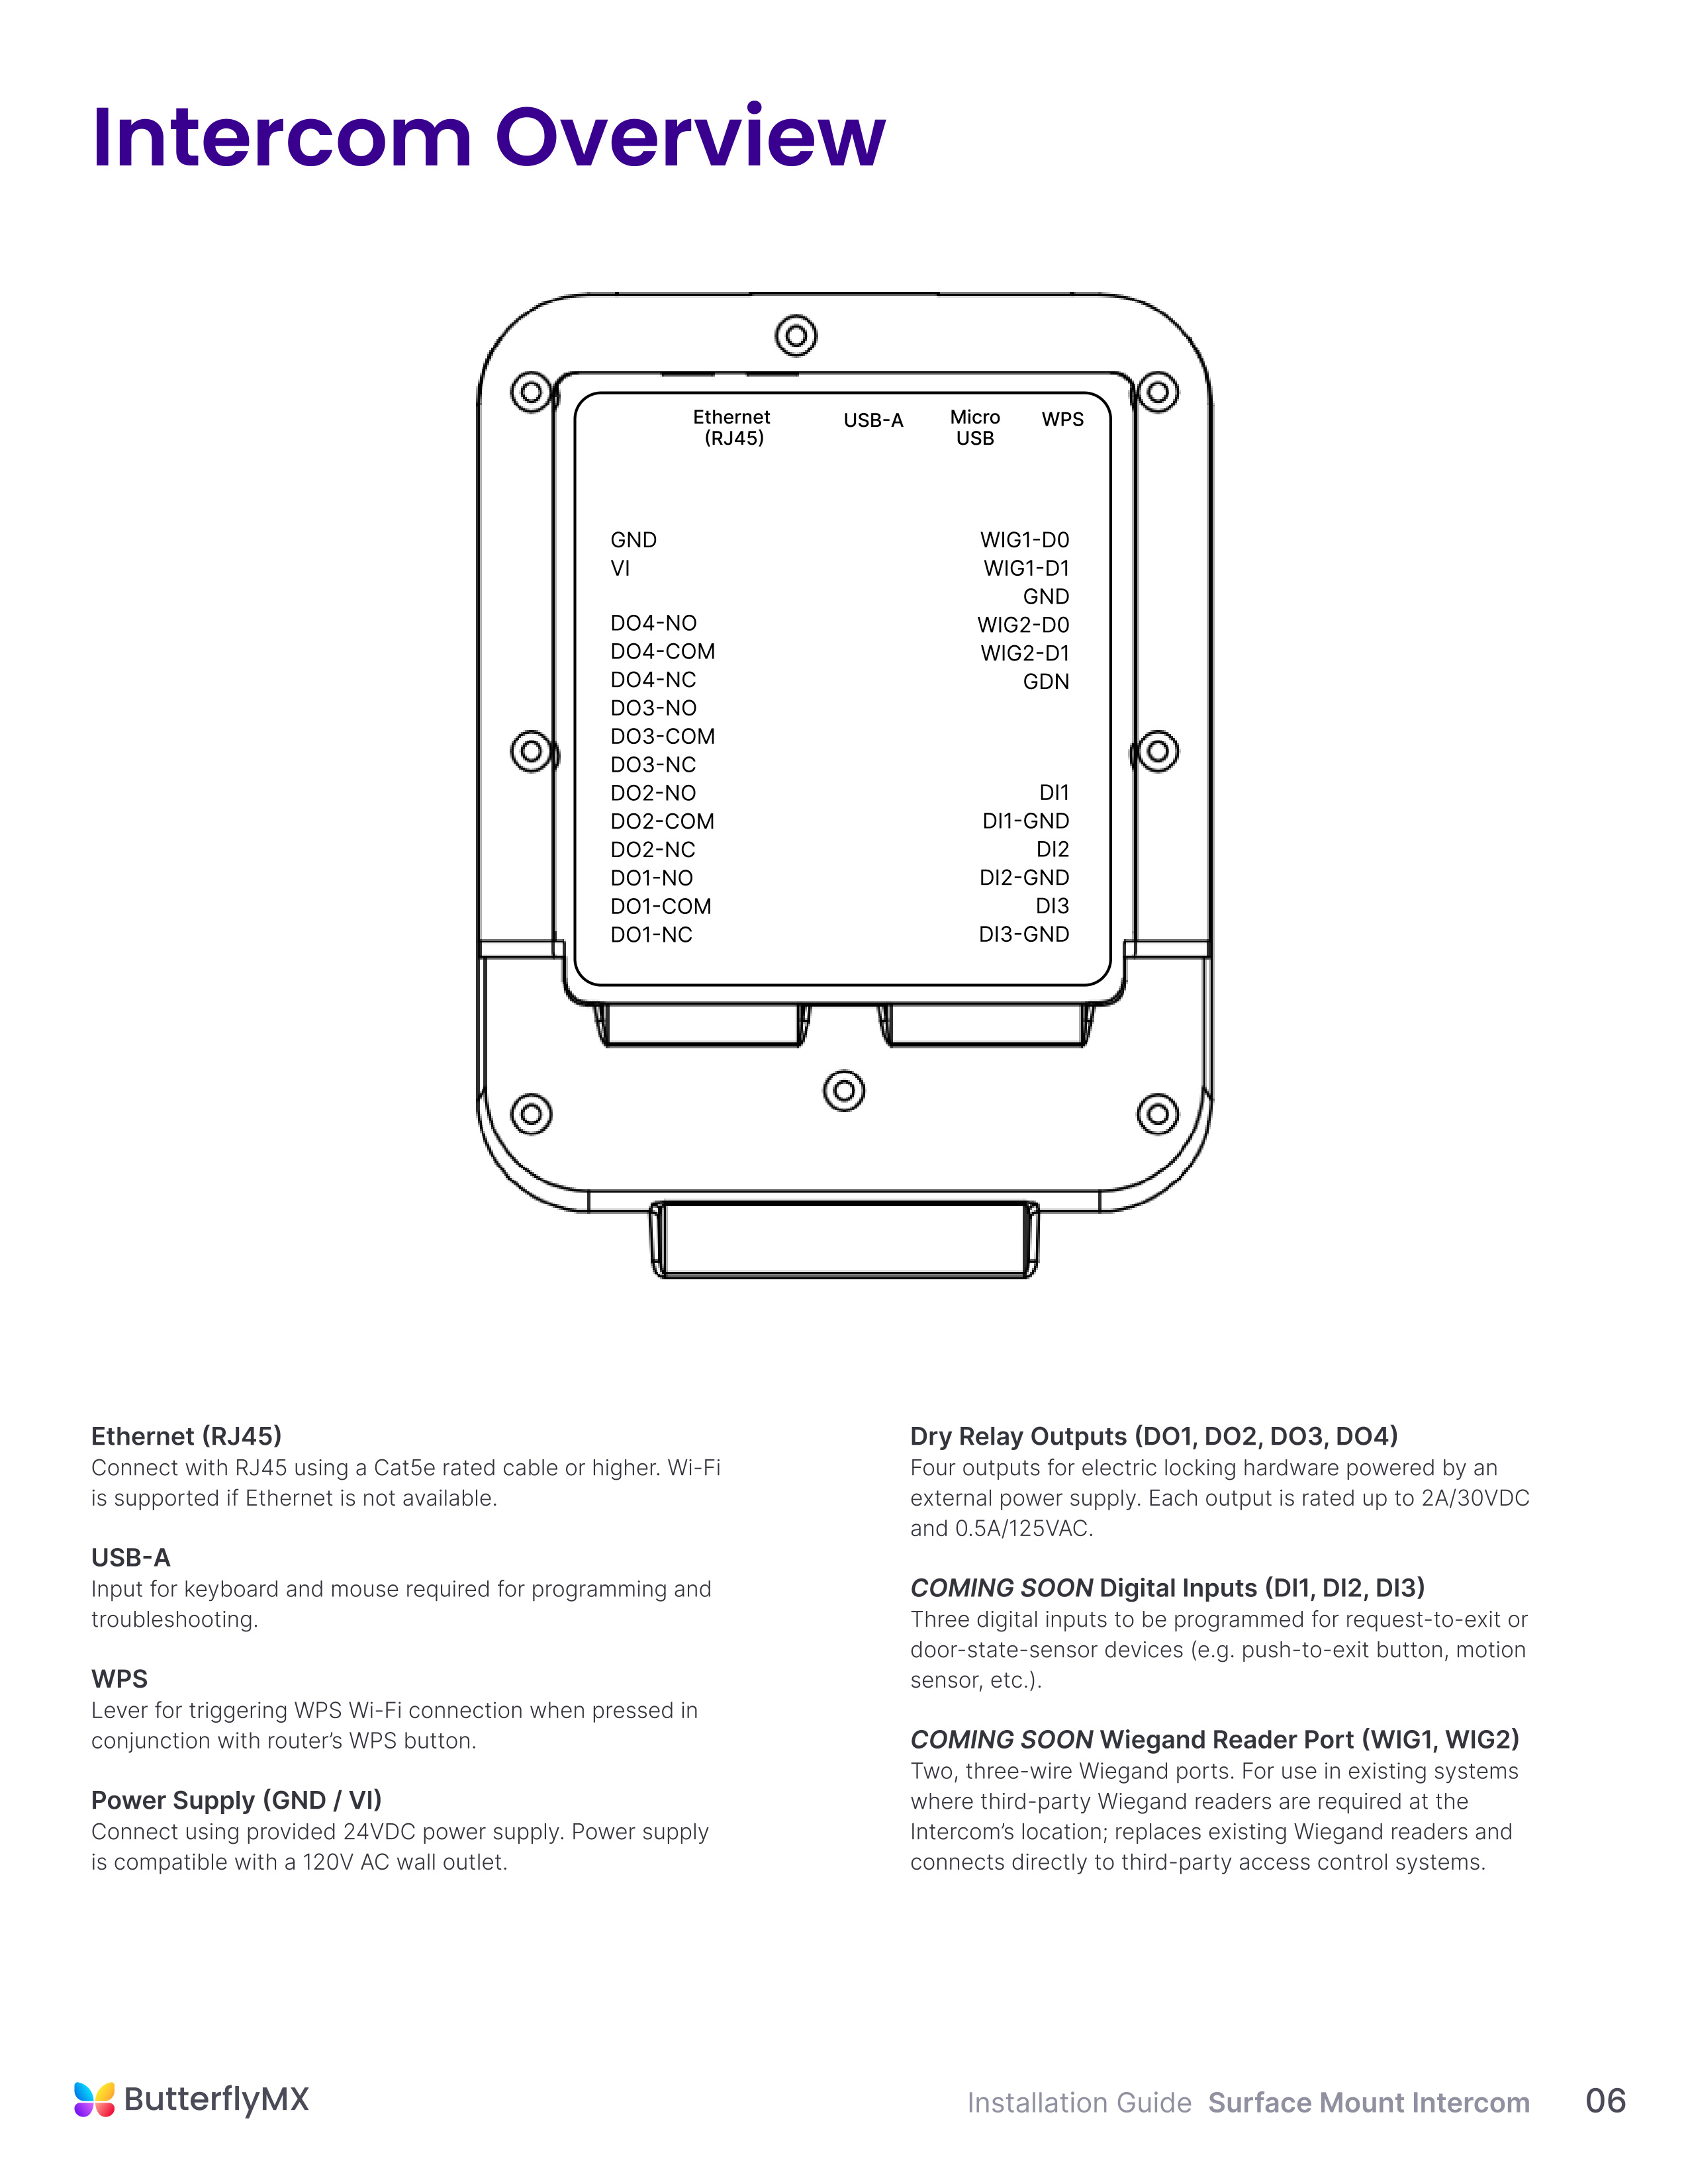 Intercom Overview
Ethernet
(RJ45)
USB-A
Micro
USB
WPS
GND
VI
DO4-NO
DO4-COM
DO4-NC
DO3-NO
DO3-COM
DO3-NC
DO2-NO
DO2-COM
DO2-NC
DO1-NO
DO1-COM
DO1-NC
WIG1-D0
WIG1-D1
GND
WIG2-D0
WIG2-D1
GDN
DI1
DI1-GND
DI2
DI2-GND
DI3
DI3-GND
Ethernet (RJ45)
Connect with RJ45 using a Cat5e rated cable or higher. Wi-Fi
is supported if Ethernet is not available.
USB-A
Input for keyboard and mouse required for programming and
troubleshooting.
WPS
Lever for triggering WPS Wi-Fi connection when pressed in
conjunction with router’s WPS button.
Power Supply (GND / VI)
Connect using provided 24VDC power supply. Power supply
is compatible with a 120V AC wall outlet.
Dry Relay Outputs (DO1, DO2, DO3, DO4)
Four outputs for electric locking hardware powered by an
external power supply. Each output is rated up to 2A/30VDC
and 0.5A/125VAC.
COMING SOON Digital Inputs (DI1, DI2, DI3)
Three digital inputs to be programmed for request-to-exit or
door-state-sensor devices (e.g. push-to-exit button, motion
sensor, etc.).
COMING SOON Wiegand Reader Port (WIG1, WIG2)
Two, three-wire Wiegand ports. For use in existing systems
where third-party Wiegand readers are required at the
Intercom’s location; replaces existing Wiegand readers and
connects directly to third-party access control systems.
ButterflyMX
Installation Guide Surface Mount Intercom 06